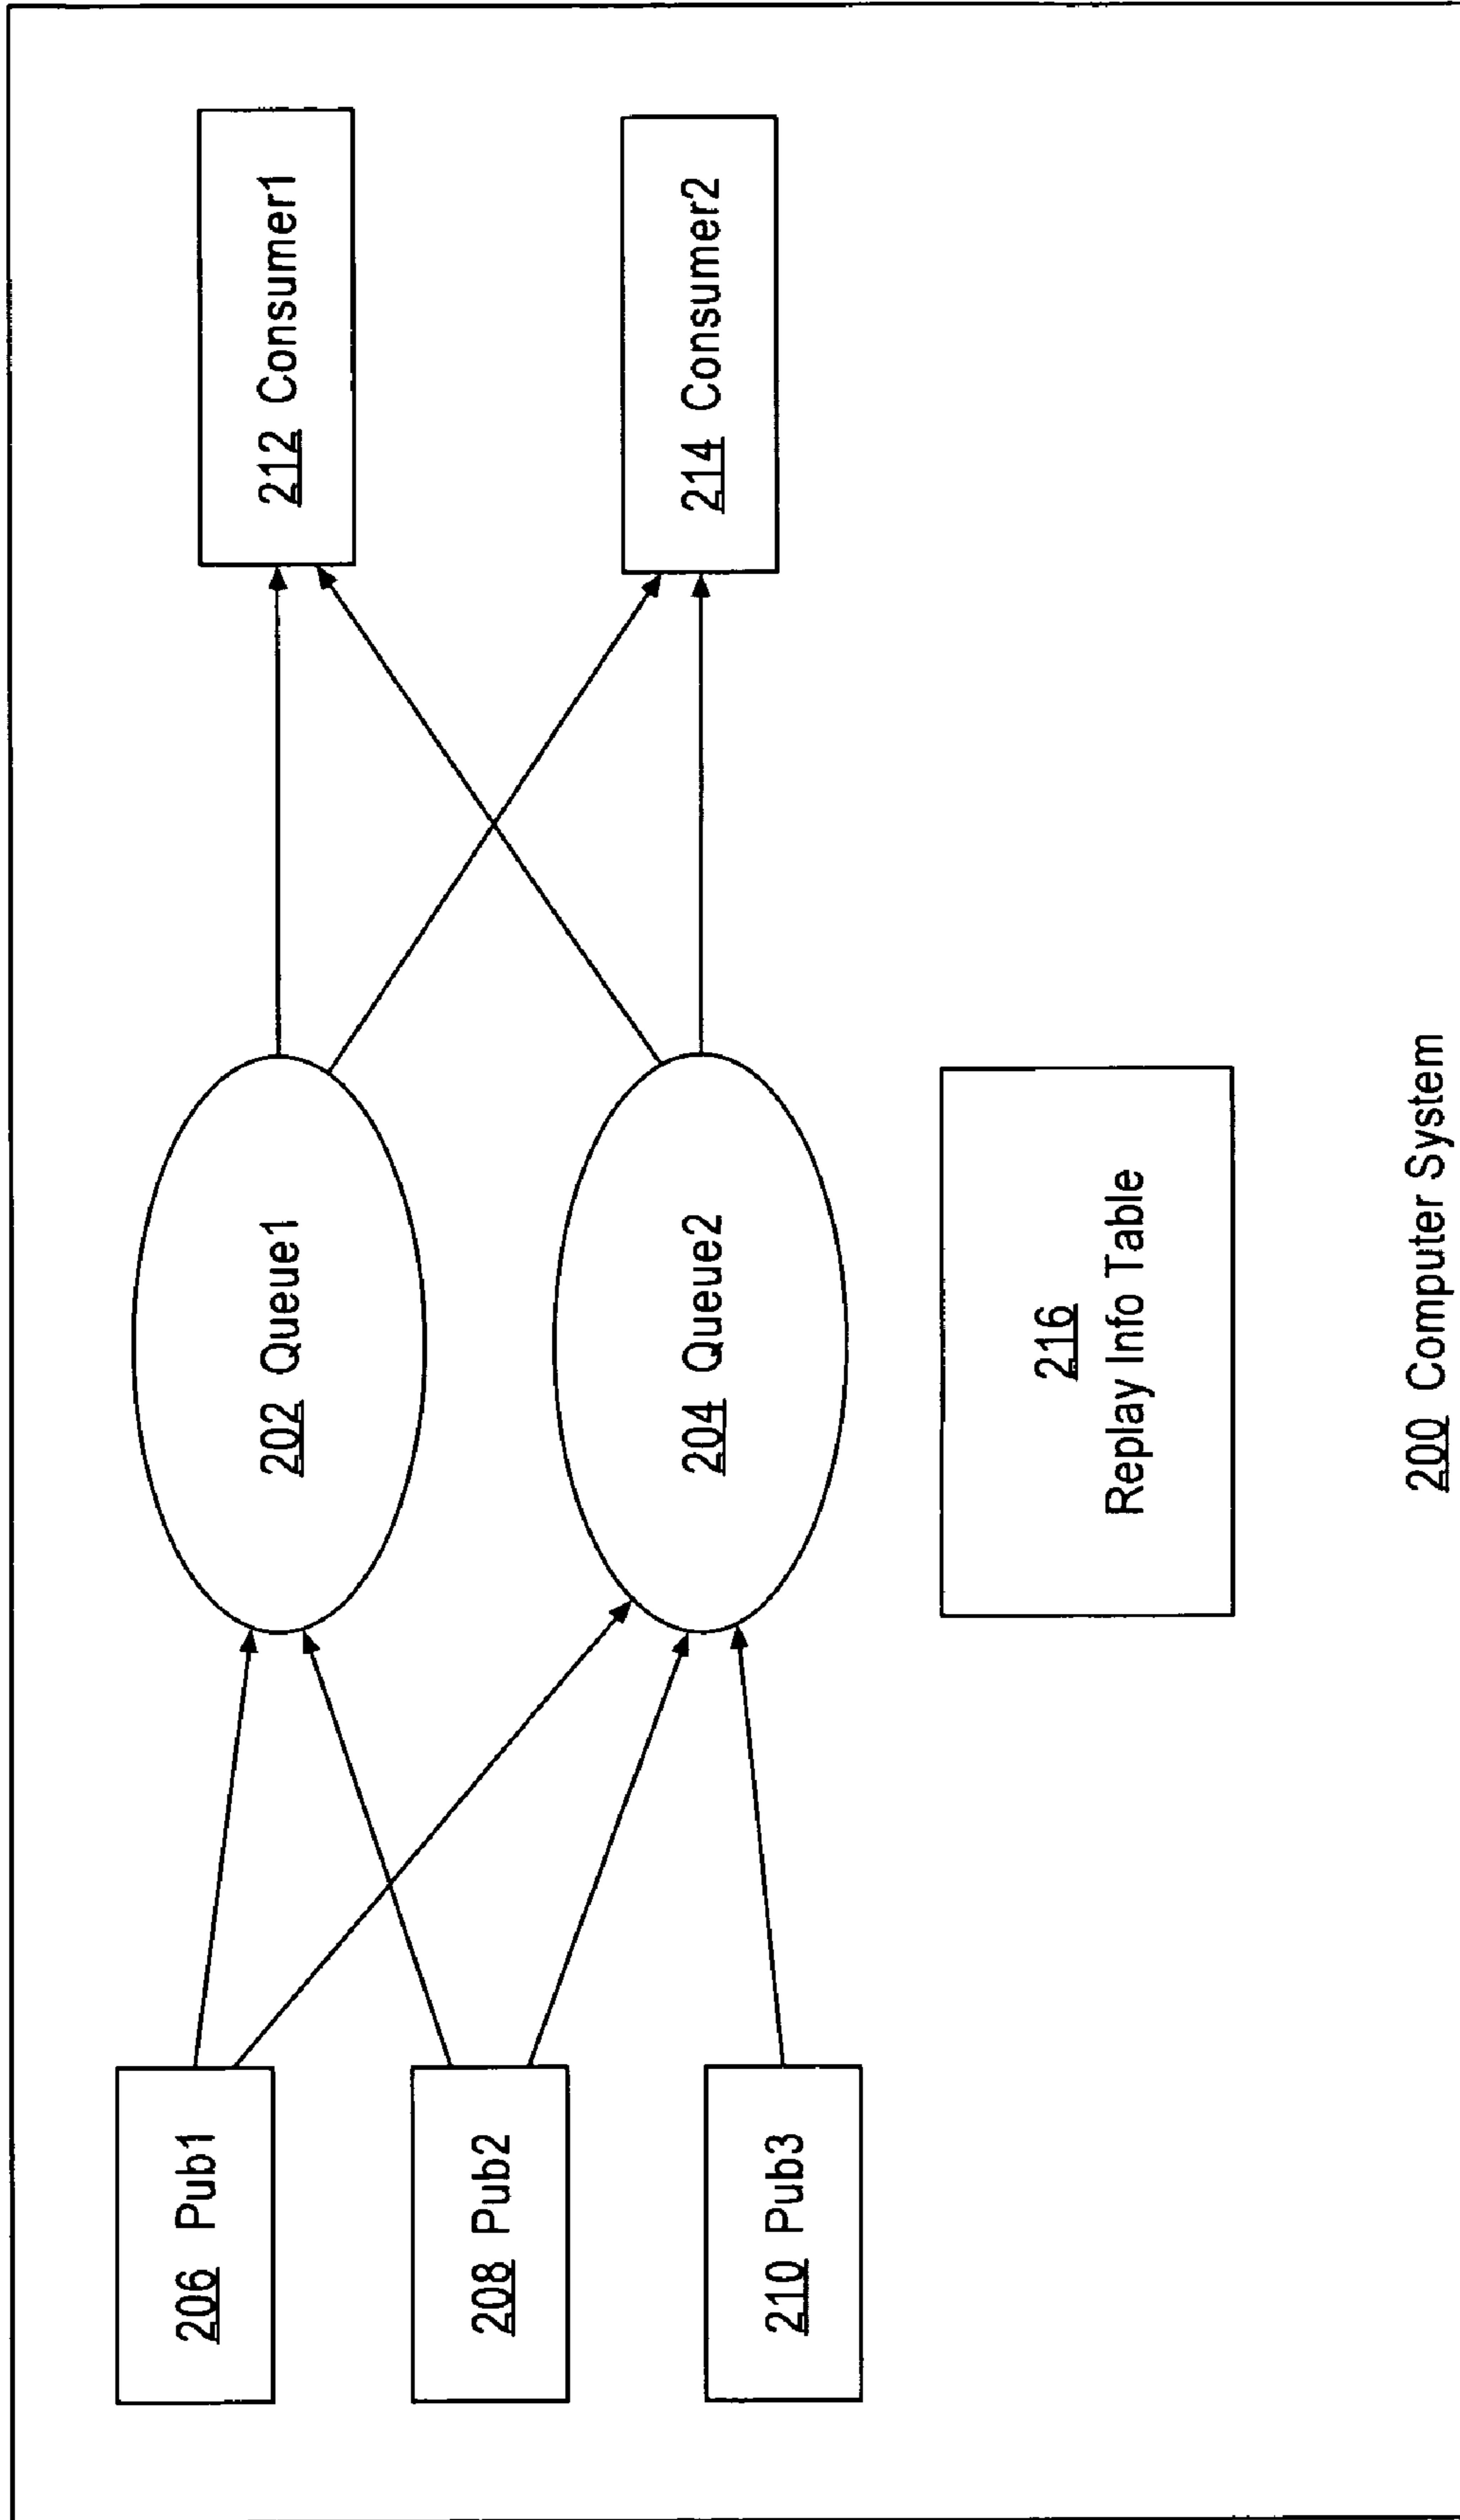 206 Pub1
208 Pub2
210 Pub3
202 Queue1
204 Queue2
212 Consumer1
214 Consumer2
216
Replay Info Table
200 Computer System